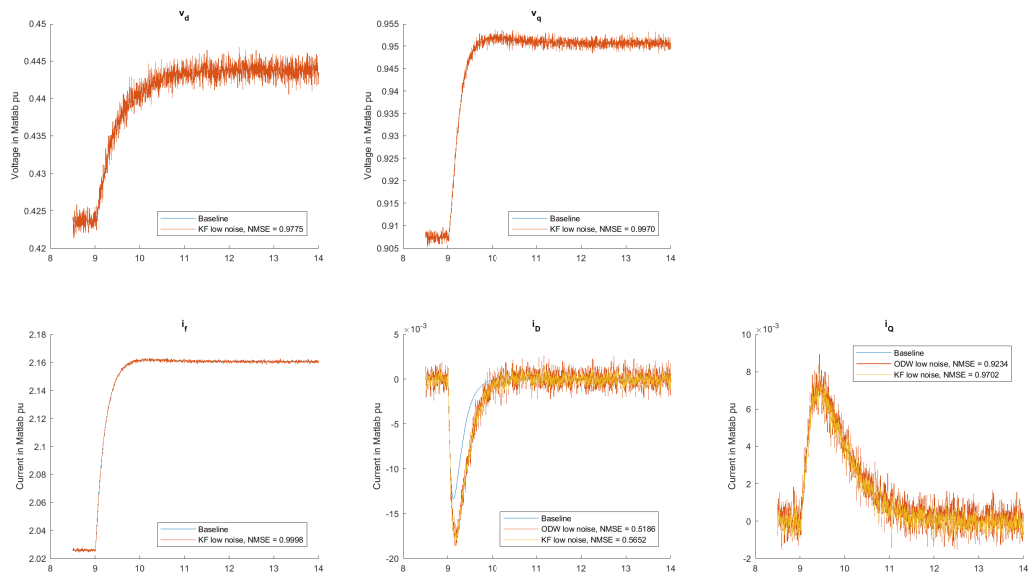 v_d
Voltage in Matlab pu
0.45
0.445
0.44
0.435
0.43
0.425
0.42
8 9 10 11 12 13 14
Baseline
KF low noise, NMSE = 0.9775
v_q
Voltage in Matlab pu
0.955
0.95
0.945
0.94
0.935
0.93
0.925
0.92
0.915
0.91
0.905
8 9 10 11 12 13 14
Baseline
KF low noise, NMSE = 0.9970
i_f
Current in Matlab pu
2.18
2.16
2.14
2.12
2.1
2.08
2.06
2.04
2.02
8 9 10 11 12 13 14
Baseline
KF low noise, NMSE = 0.9998
i_D
×10^-3
Current in Matlab pu
5
0
-5
-10
-15
-20
8 9 10 11 12 13 14
Baseline
ODW low noise, NMSE = 0.5186
KF low noise, NMSE = 0.5652
i_Q
×10^-3
Current in Matlab pu
10
8
6
4
2
0
-2
8 9 10 11 12 13 14
Baseline
ODW low noise, NMSE = 0.9234
KF low noise, NMSE = 0.9702